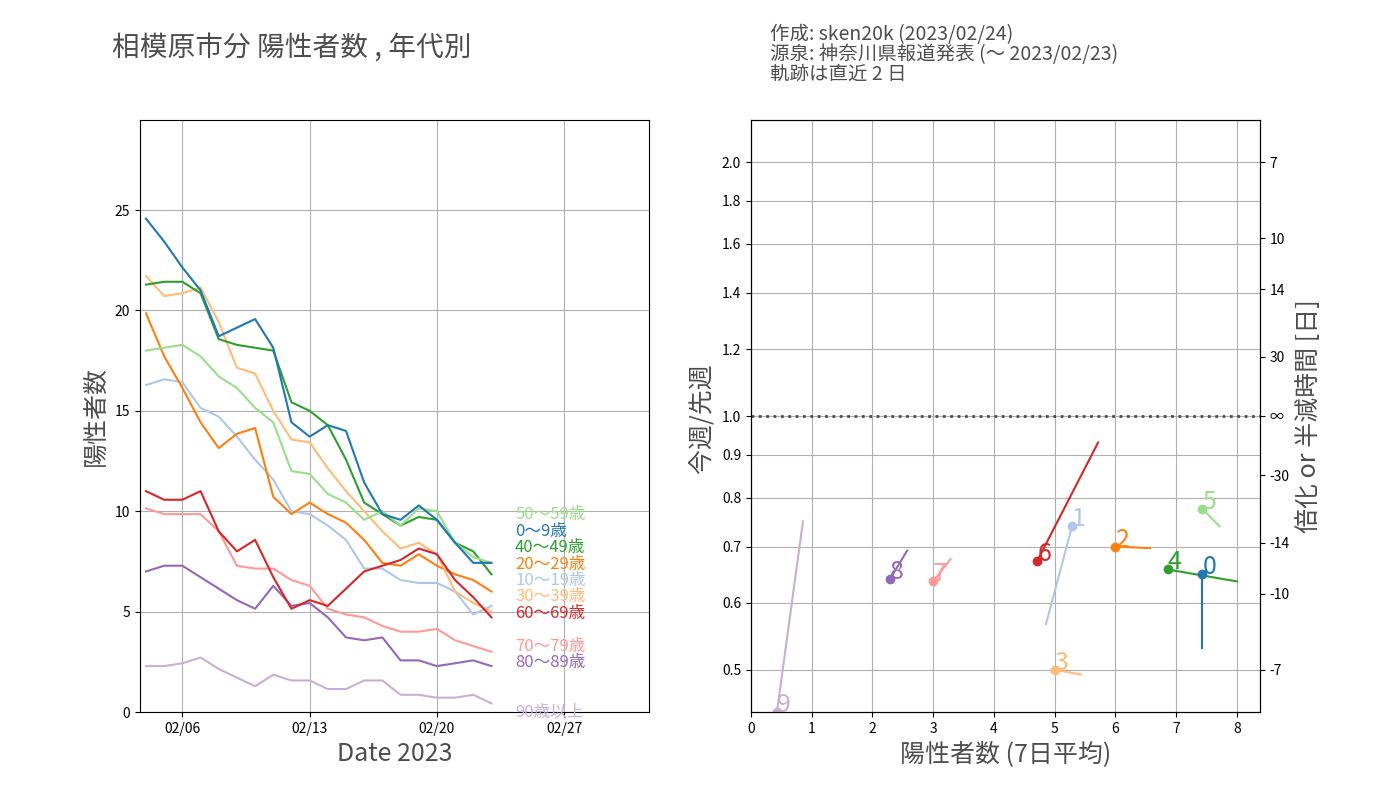 相模原市分 陽性者数 , 年代別
作成: sken20k (2023/02/24)
源泉: 神奈川県報道発表 (〜 2023/02/23)
軌跡は直近 2 日
陽性者数
25
20
15
10
5
0
02/06
02/13
02/20
02/27
Date 2023
50〜59歳
0〜9歳
40〜49歳
20〜29歳
10〜19歳
30〜39歳
60〜69歳
70〜79歳
80〜89歳
90歳以上
今週/先週
2.0
1.8
1.6
1.4
1.2
1.0
0.9
0.8
0.7
0.6
0.5
0
1
2
3
4
5
6
7
8
陽性者数 (7日平均)
5
1
2
6
4
0
8
7
3
9
7
10
14
30
∞
-30
-14
-10
-7
倍化 or 半減時間 [日]